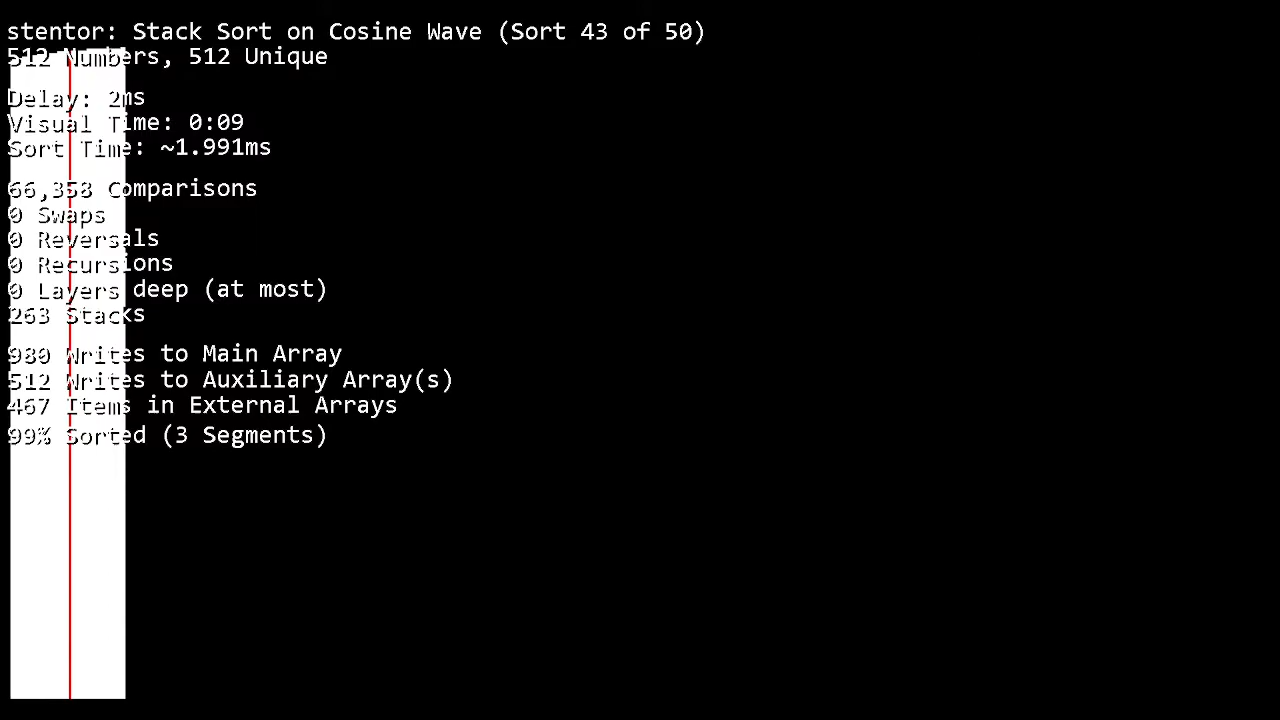 stentor: Stack Sort on Cosine Wave (Sort 43 of 50)
512 Numbers, 512 Unique
Delay: 2ms
Visual Time: 0:09
Sort Time: ~1.991ms
66,358 Comparisons
0 Swaps
0 Reversals
0 Recursions
0 Layers deep (at most)
263 Stacks
980 Writes to Main Array
512 Writes to Auxiliary Array(s)
467 Items in External Arrays
99% Sorted (3 Segments)